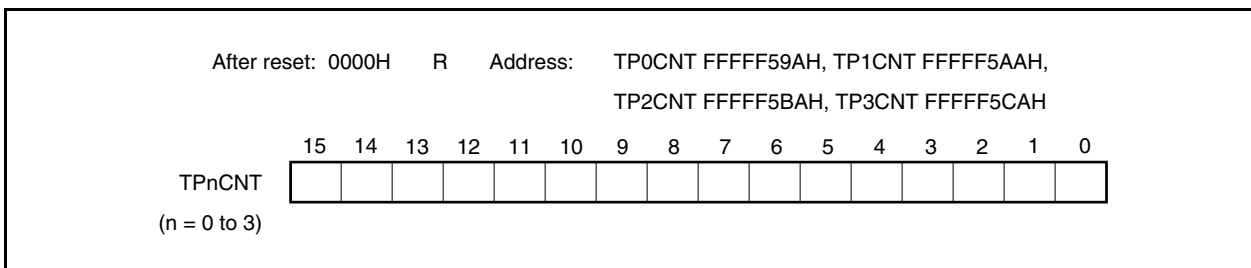 After reset: 0000H R Address: TP0CNT FFFFF59AH, TP1CNT FFFFF5AAH,
TP2CNT FFFFF5BAH, TP3CNT FFFFF5CAH
15 14 13 12 11 10 9 8 7 6 5 4 3 2 1 0
TPnCNT
(n = 0 to 3)